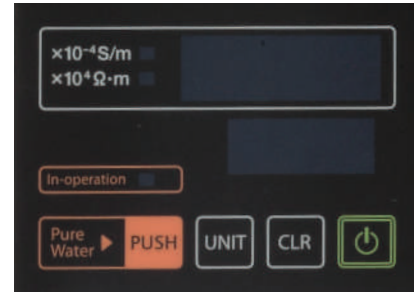 ×10⁻⁴S/m
×10⁴Ω·m
In-operation
Pure
Water
PUSH
UNIT
CLR